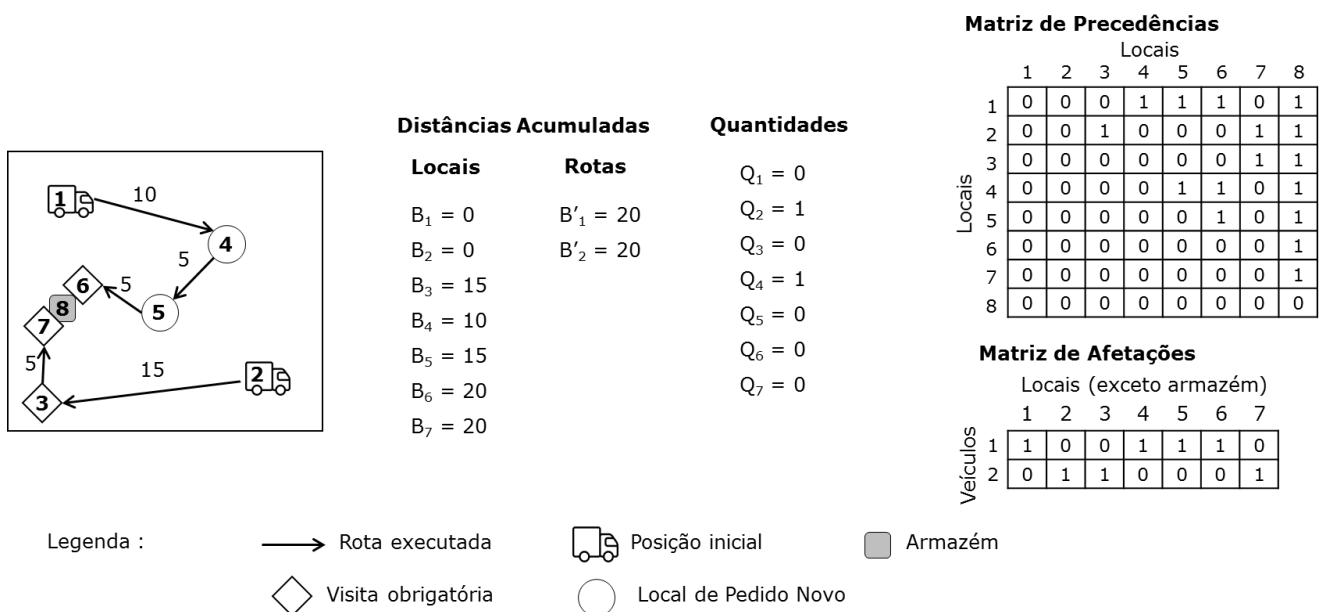 Matriz de Precedências
Locais
1 2 3 4 5 6 7 8
Locais
1 0 0 0 1 1 1 0 1
2 0 0 1 0 0 0 1 1
3 0 0 0 0 0 0 1 1
4 0 0 0 0 1 1 0 1
5 0 0 0 0 0 1 0 1
6 0 0 0 0 0 0 0 1
7 0 0 0 0 0 0 0 1
8 0 0 0 0 0 0 0 0
Distâncias Acumuladas
Locais
B₁ = 0
B₂ = 0
B₃ = 15
B₄ = 10
B₅ = 15
B₆ = 20
B₇ = 20
Rotas
B′₁ = 20
B′₂ = 20
Quantidades
Q₁ = 0
Q₂ = 1
Q₃ = 0
Q₄ = 1
Q₅ = 0
Q₆ = 0
Q₇ = 0
1
10
4
5
6
5
8
5
7
5
15
2
3
Matriz de Afetações
Locais (exceto armazém)
1 2 3 4 5 6 7
Veículos
1 1 0 0 1 1 1 0
2 0 1 1 0 0 0 1
Legenda :
Rota executada
Posição inicial
Armazém
Visita obrigatória
Local de Pedido Novo